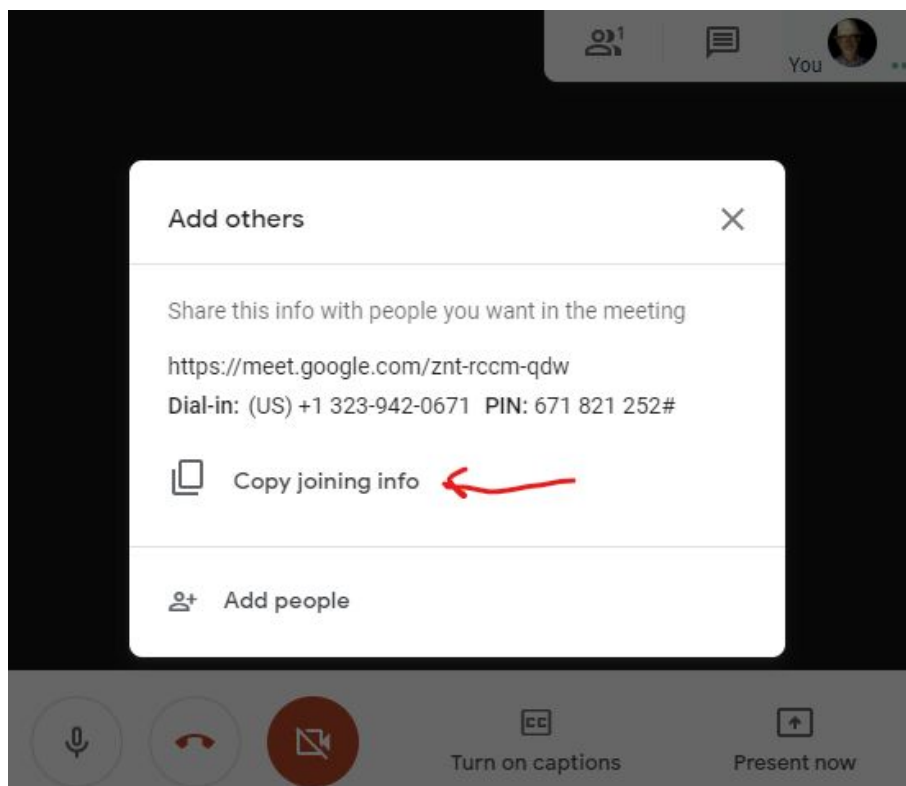 1
You
Add others
Share this info with people you want in the meeting
https://meet.google.com/znt-rccm-qdw
Dial-in: (US) +1 323-942-0671 PIN: 671 821 252#
Copy joining info
Add people
CC
Turn on captions
Present now